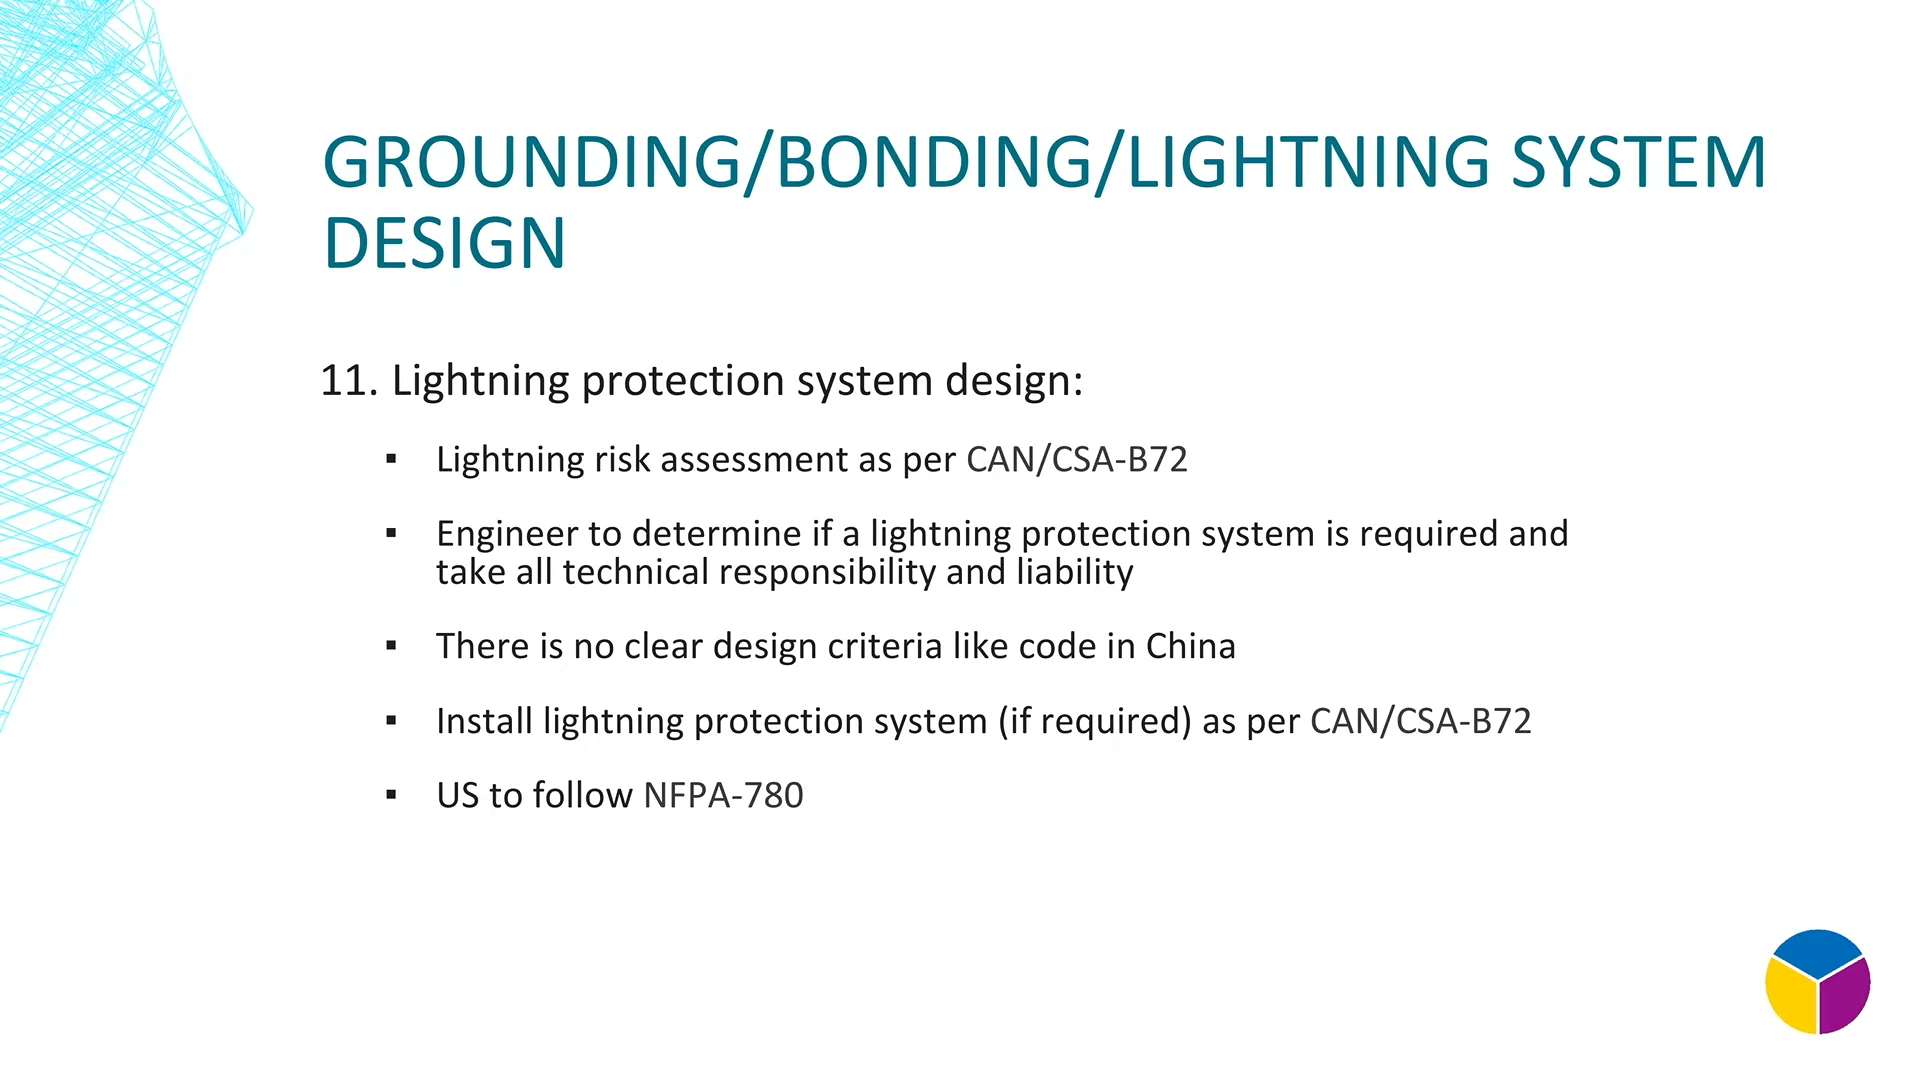 GROUNDING/BONDING/LIGHTNING SYSTEM
DESIGN
11. Lightning protection system design:
▪ Lightning risk assessment as per CAN/CSA-B72
▪ Engineer to determine if a lightning protection system is required and
take all technical responsibility and liability
▪ There is no clear design criteria like code in China
▪ Install lightning protection system (if required) as per CAN/CSA-B72
▪ US to follow NFPA-780